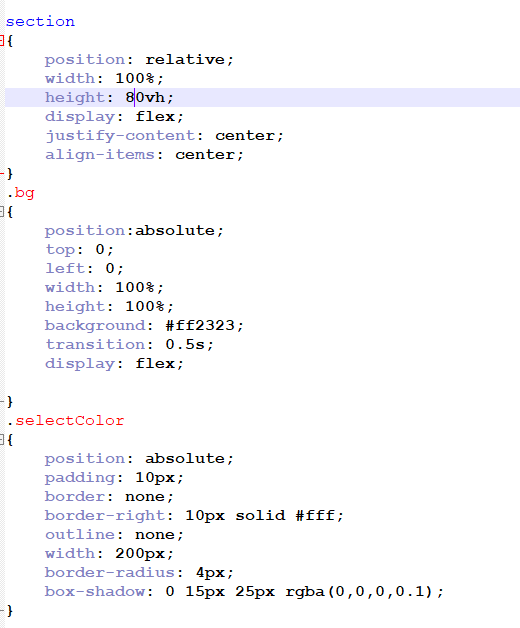 section
{
position: relative;
width: 100%;
height: 80vh;
display: flex;
justify-content: center;
align-items: center;
}
.bg
{
position:absolute;
top: 0;
left: 0;
width: 100%;
height: 100%;
background: #ff2323;
transition: 0.5s;
display: flex;
}
.selectColor
{
position: absolute;
padding: 10px;
border: none;
border-right: 10px solid #fff;
outline: none;
width: 200px;
border-radius: 4px;
box-shadow: 0 15px 25px rgba(0,0,0,0.1);
}